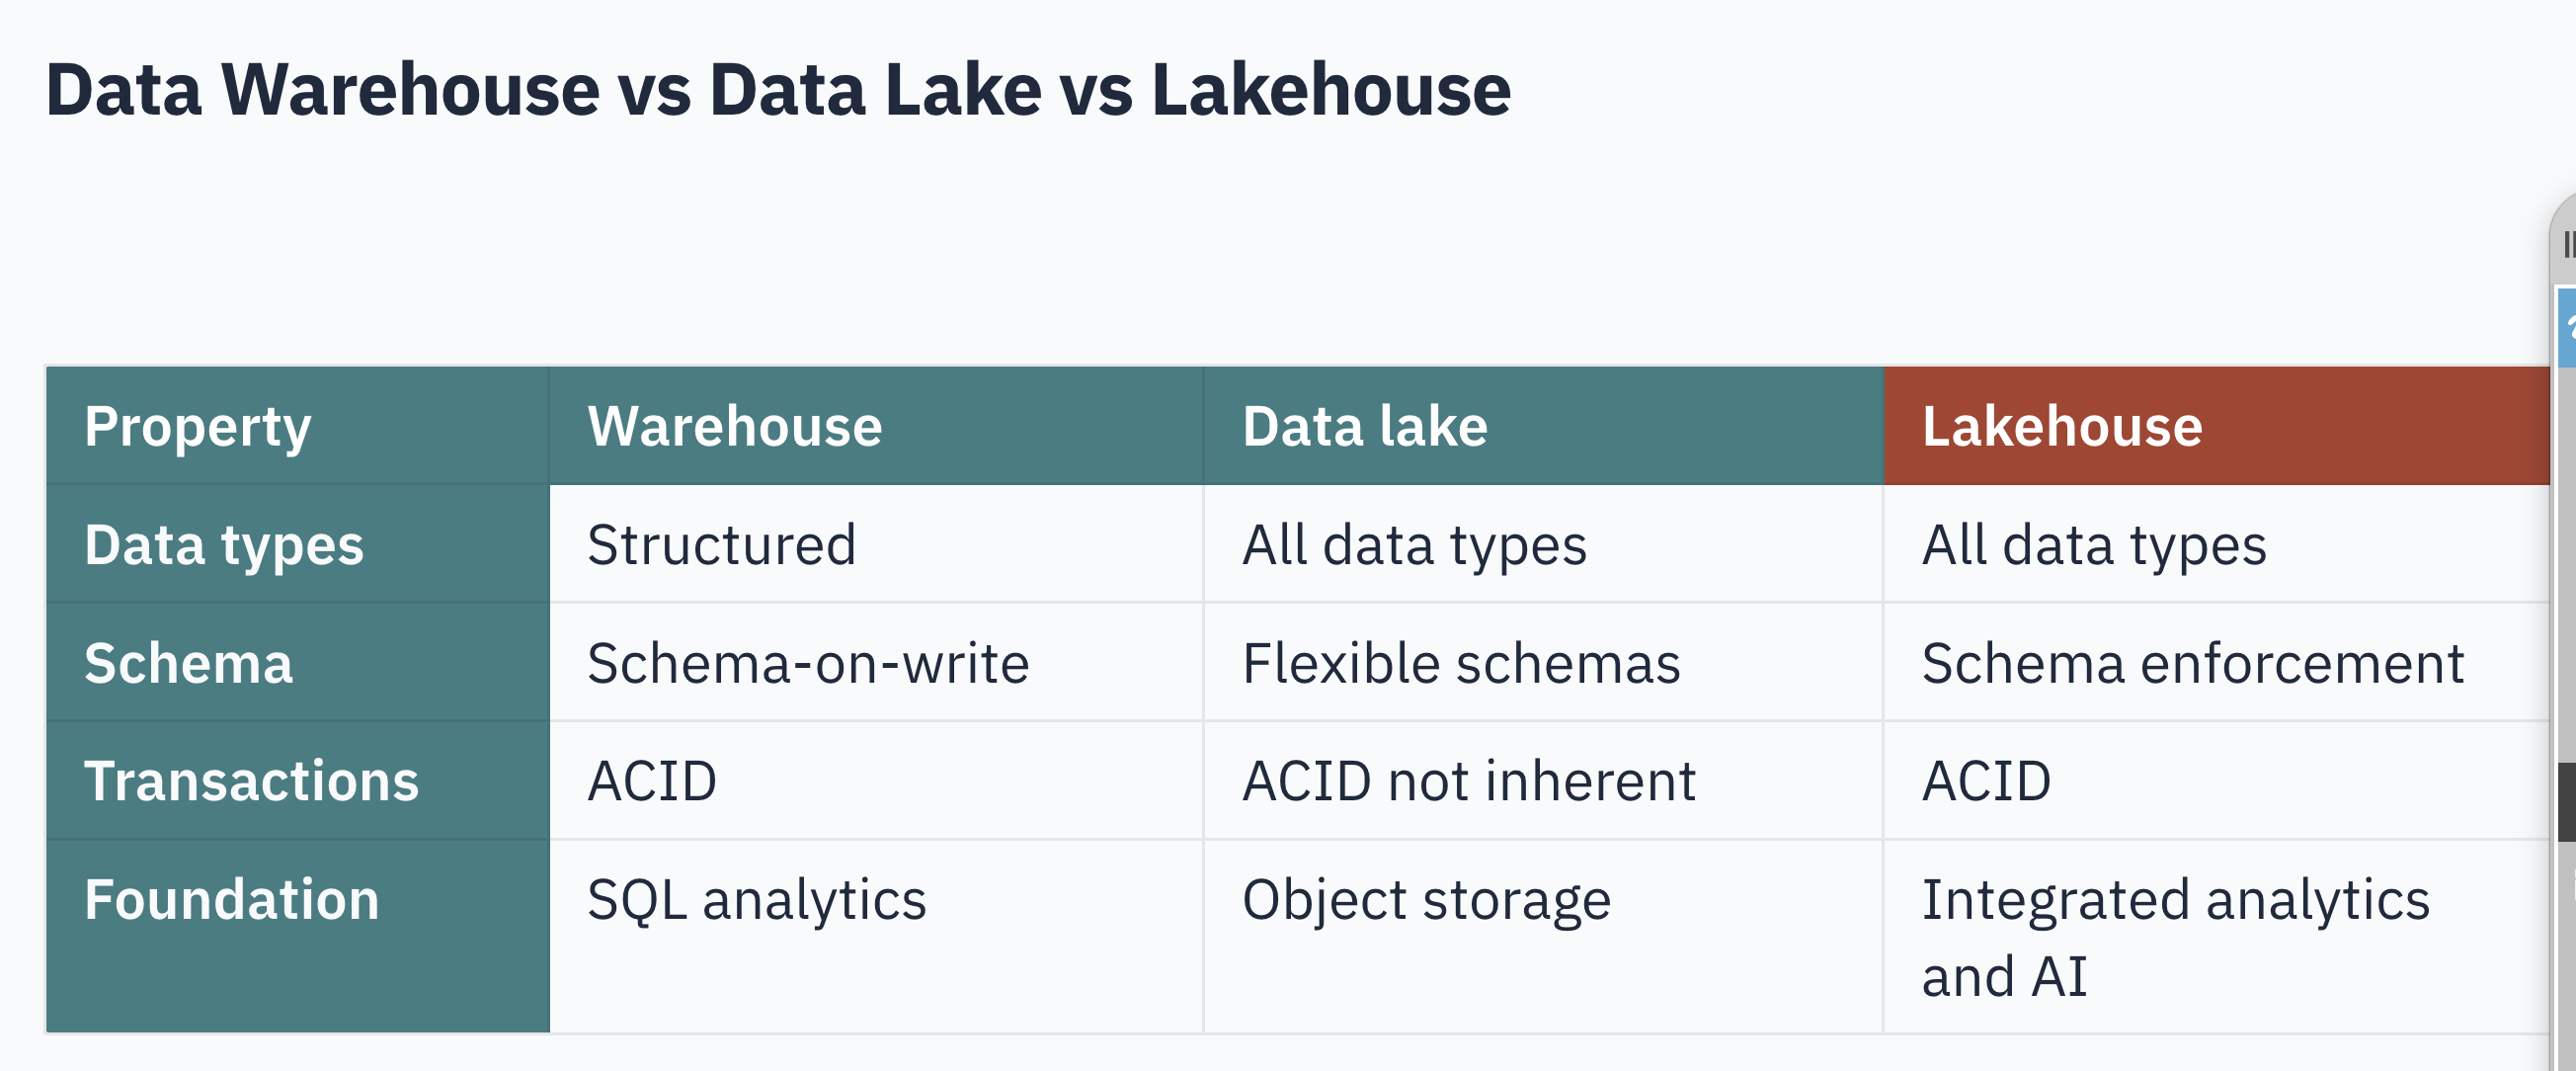 Data Warehouse vs Data Lake vs Lakehouse
Property Warehouse Data lake Lakehouse
Data types Structured All data types All data types
Schema Schema-on-write Flexible schemas Schema enforcement
Transactions ACID ACID not inherent ACID
Foundation SQL analytics Object storage Integrated analytics
and AI